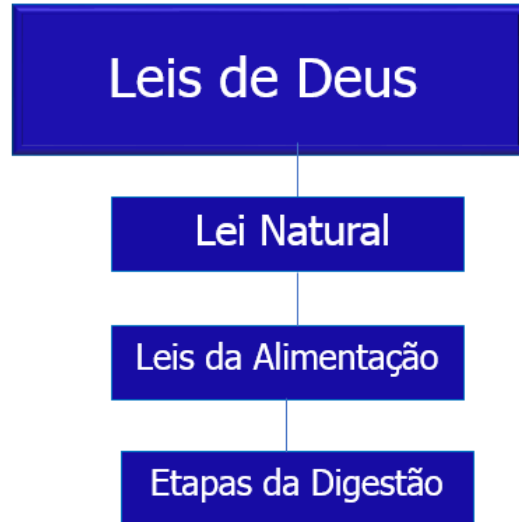 Leis de Deus
Lei Natural
Leis da Alimentação
Etapas da Digestão